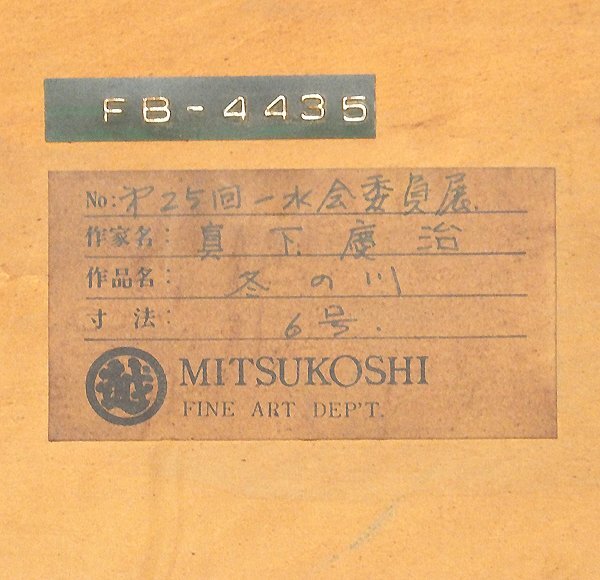 FB-4435
No: 第25回一水会委員展
作家名: 真下慶治
作品名: 冬の川
寸法: 6号.
越 MITSUKOSHI
FINE ART DEP'T.